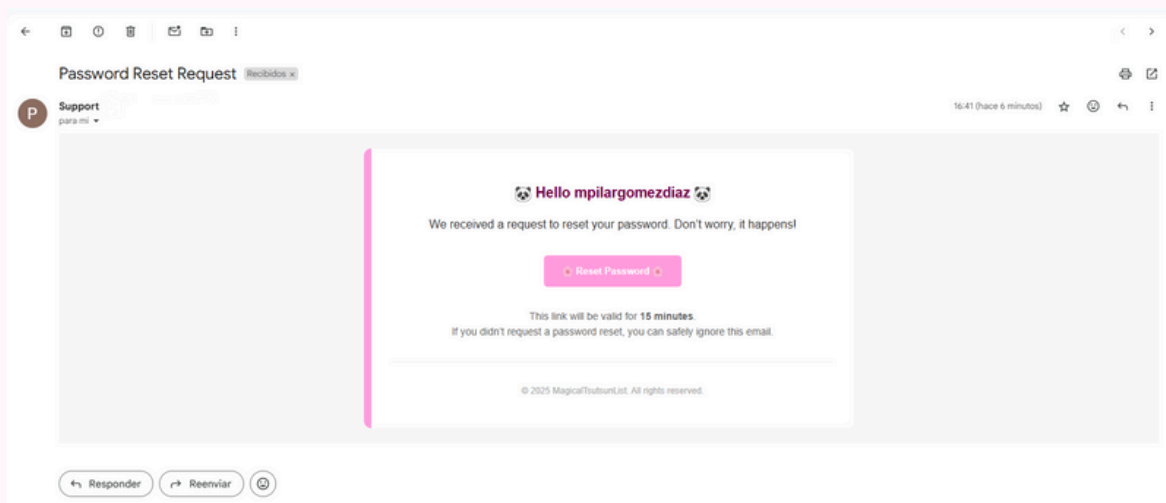 Password Reset Request Recibidos x
Support
16:41 (hace 6 minutos)
para mí
P
Hello mpilargomezdiaz
We received a request to reset your password. Don't worry, it happens!
Reset Password
This link will be valid for 15 minutes.
If you didn't request a password reset, you can safely ignore this email.
© 2025 MagicalTsutsunList. All rights reserved.
Responder
Reenviar